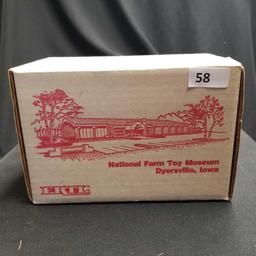 58
National Farm Toy Museum
Dyersville, Iowa
ERTL